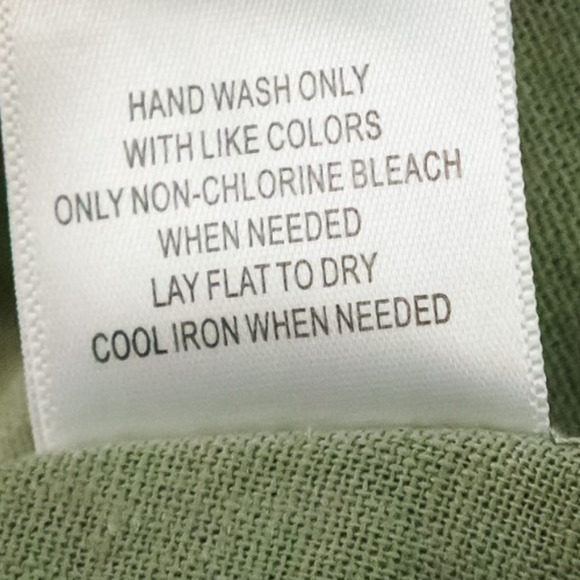 HAND WASH ONLY
WITH LIKE COLORS
ONLY NON-CHLORINE BLEACH
WHEN NEEDED
LAY FLAT TO DRY
COOL IRON WHEN NEEDED